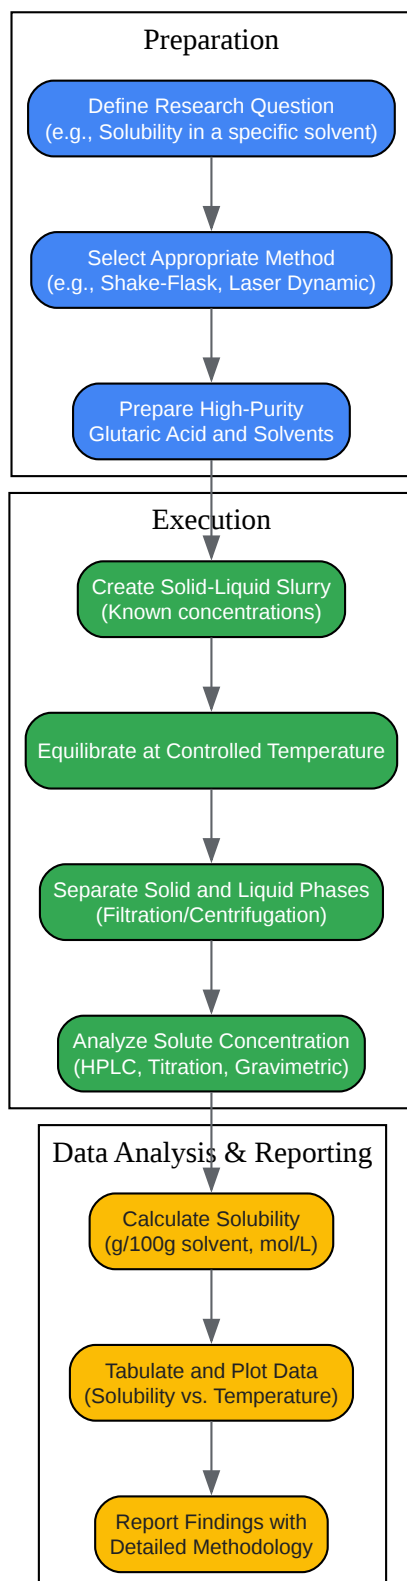 Preparation
Define Research Question
(e.g., Solubility in a specific solvent)
Select Appropriate Method
(e.g., Shake-Flask, Laser Dynamic)
Prepare High-Purity
Glutaric Acid and Solvents
Execution
Create Solid-Liquid Slurry
(Known concentrations)
Equilibrate at Controlled Temperature
Separate Solid and Liquid Phases
(Filtration/Centrifugation)
Analyze Solute Concentration
(HPLC, Titration, Gravimetric)
Data Analysis & Reporting
Calculate Solubility
(g/100g solvent, mol/L)
Tabulate and Plot Data
(Solubility vs. Temperature)
Report Findings with
Detailed Methodology